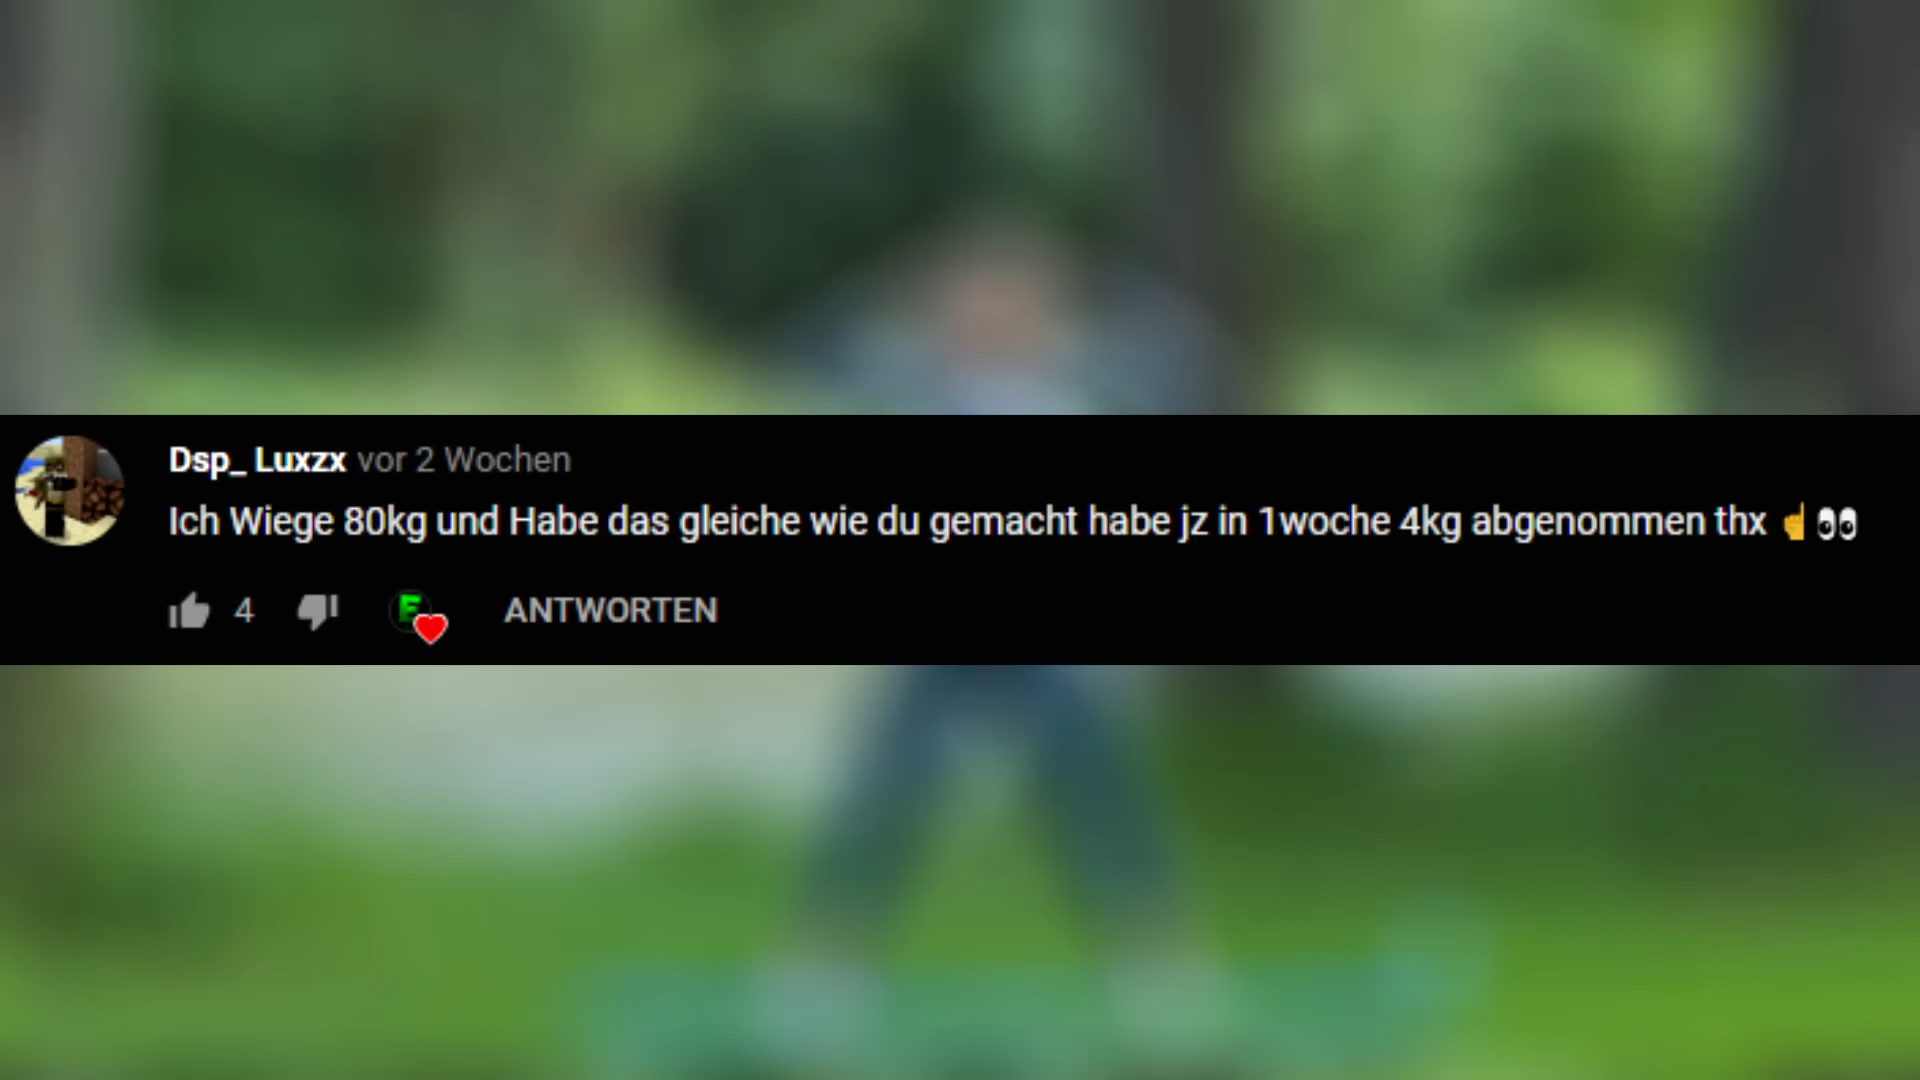 Dsp_ Luxzx vor 2 Wochen
Ich Wiege 80kg und Habe das gleiche wie du gemacht habe jz in 1woche 4kg abgenommen thx ☝️👀
4 E ANTWORTEN